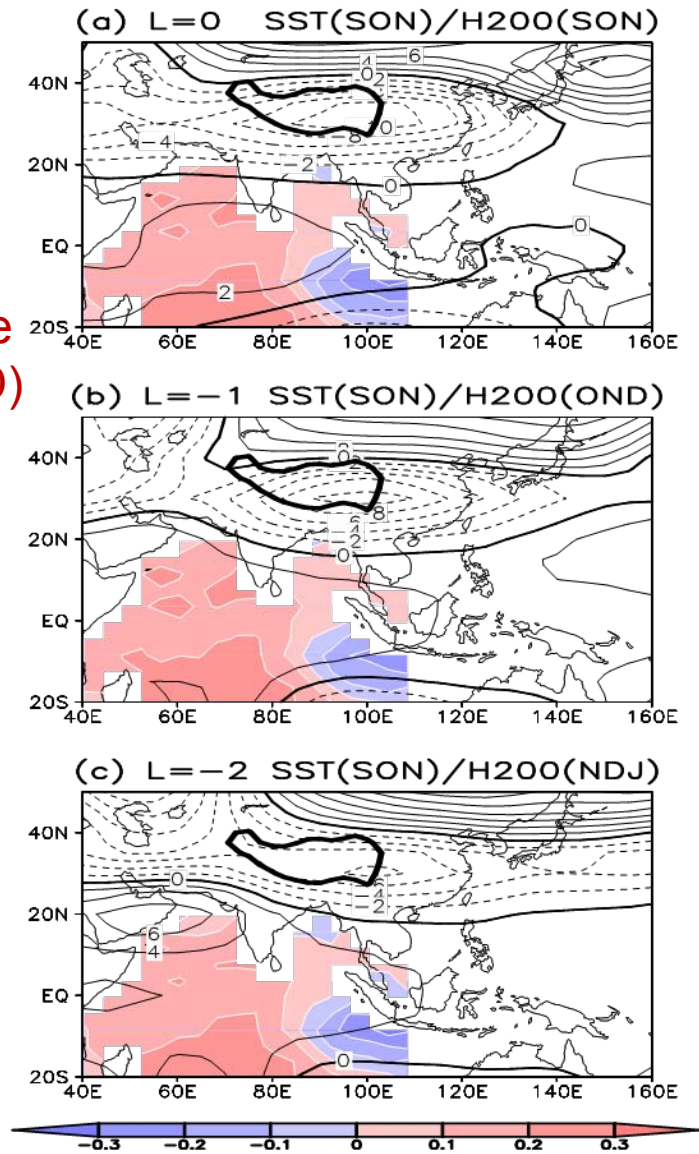 (a) L=0 SST(SON)/H200(SON)
4 6
0 2
40N
0
8
-4
20N
2
0
EQ
0
2
20S
40E 60E 80E 100E 120E 140E 160E
e
)
(b) L=-1 SST(SON)/H200(OND)
40N
0
8
-4
20N
-2
0
EQ
20S
40E 60E 80E 100E 120E 140E 160E
(c) L=-2 SST(SON)/H200(NDJ)
40N
0
-4
-2
20N
6
4
EQ
0
20S
40E 60E 80E 100E 120E 140E 160E
-0.3 -0.2 -0.1 0 0.1 0.2 0.3